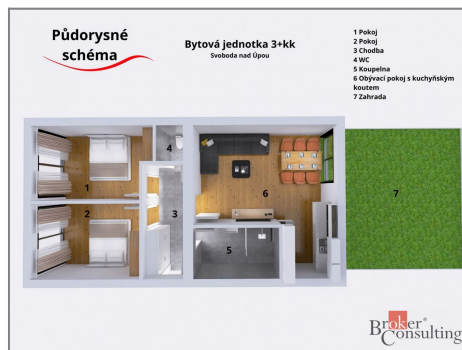 Půdorysné
schéma
Bytová jednotka 3+kk
Svoboda nad Úpou
1 Pokoj
2 Pokoj
3 Chodba
4 WC
5 Koupelna
6 Obývací pokoj s kuchyňským
koutem
7 Zahrada
4
1
2
3
6
5
7
Broker®
Consulting